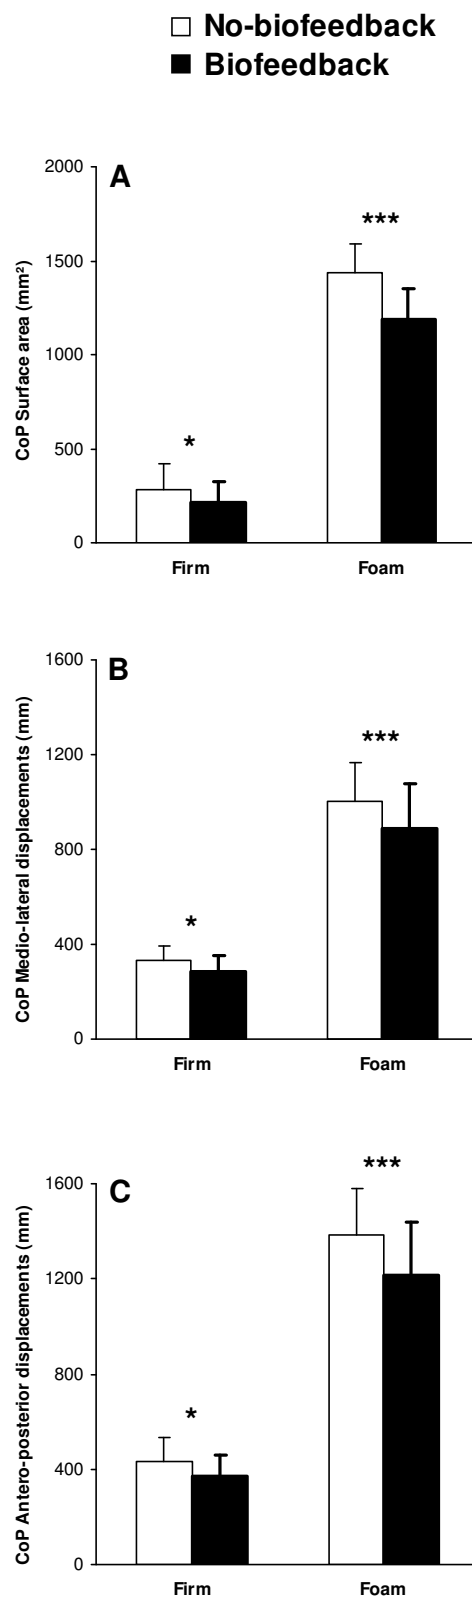 No-biofeedback
Biofeedback
A
CoP Surface area (mm²)
2000
1500
1000
500
0
*
***
Firm
Foam
B
CoP Medio-lateral displacements (mm)
1600
1200
800
400
0
*
***
Firm
Foam
C
CoP Antero-posterior displacements (mm)
1600
1200
800
400
0
*
***
Firm
Foam